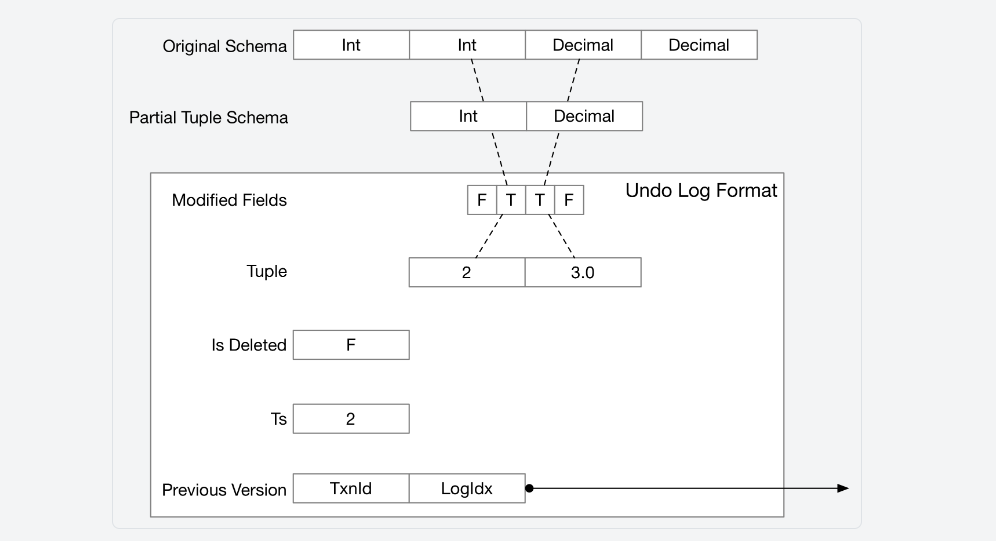 Original Schema Int Int Decimal Decimal
Partial Tuple Schema Int Decimal
Undo Log Format
Modified Fields F T T F
Tuple 2 3.0
Is Deleted F
Ts 2
Previous Version TxnId LogIdx